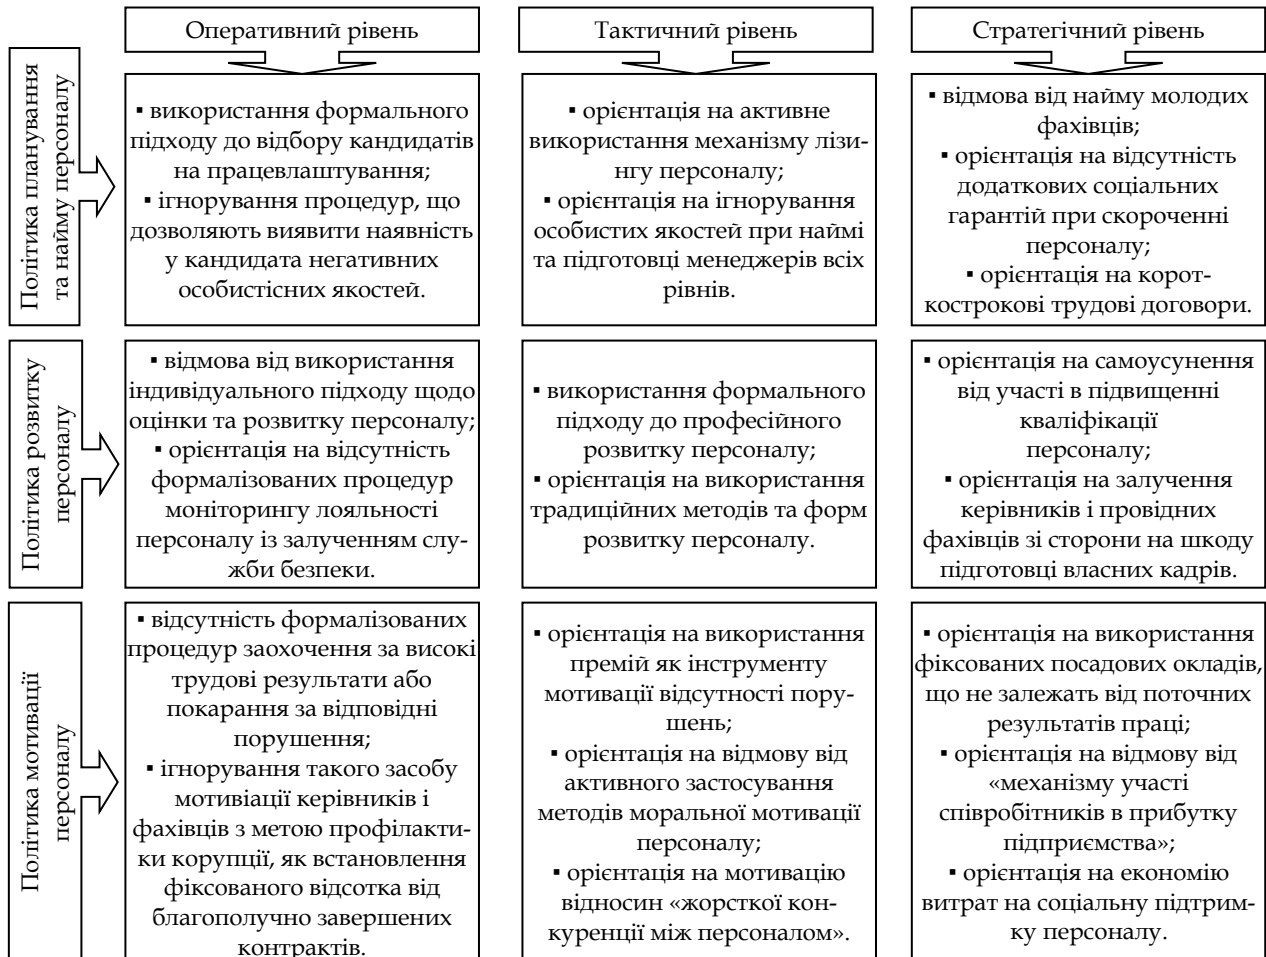 Оперативний рівень
Тактичний рівень
Стратегічний рівень
Політика планування
та найму персоналу
▪ використання формального
підходу до відбору кандидатів
на працевлаштування;
▪ ігнорування процедур, що
дозволяють виявити наявність
у кандидата негативних
особистісних якостей.
▪ орієнтація на активне
використання механізму лізи-
нгу персоналу;
▪ орієнтація на ігнорування
особистих якостей при наймі
та підготовці менеджерів всіх
рівнів.
▪ відмова від найму молодих
фахівців;
▪ орієнтація на відсутність
додаткових соціальних
гарантій при скороченні
персоналу;
▪ орієнтація на корот-
кострокові трудові договори.
Політика розвитку
персоналу
▪ відмова від використання
індивідуального підходу щодо
оцінки та розвитку персоналу;
▪ орієнтація на відсутність
формалізованих процедур
моніторингу лояльності
персоналу із залученням слу-
жби безпеки.
▪ використання формального
підходу до професійного
розвитку персоналу;
▪ орієнтація на використання
традиційних методів та форм
розвитку персоналу.
▪ орієнтація на самоусунення
від участі в підвищенні
кваліфікації
персоналу;
▪ орієнтація на залучення
керівників і провідних
фахівців зі сторони на шкоду
підготовці власних кадрів.
Політика мотивації
персоналу
▪ відсутність формалізованих
процедур заохочення за високі
трудові результати або
покарання за відповідні
порушення;
▪ ігнорування такого засобу
мотивіації керівників і
фахівців з метою профілакти-
ки корупції, як встановлення
фіксованого відсотка від
благополучно завершених
контрактів.
▪ орієнтація на використання
премій як інструменту
мотивації відсутності пору-
шень;
▪ орієнтація на відмову від
активного застосування
методів моральної мотивації
персоналу;
▪ орієнтація на мотивацію
відносин «жорсткої кон-
куренції між персоналом».
▪ орієнтація на використання
фіксованих посадових окладів,
що не залежать від поточних
результатів праці;
▪ орієнтація на відмову від
«механізму участі
співробітників в прибутку
підприємства»;
▪ орієнтація на економію
витрат на соціальну підтрим-
ку персоналу.